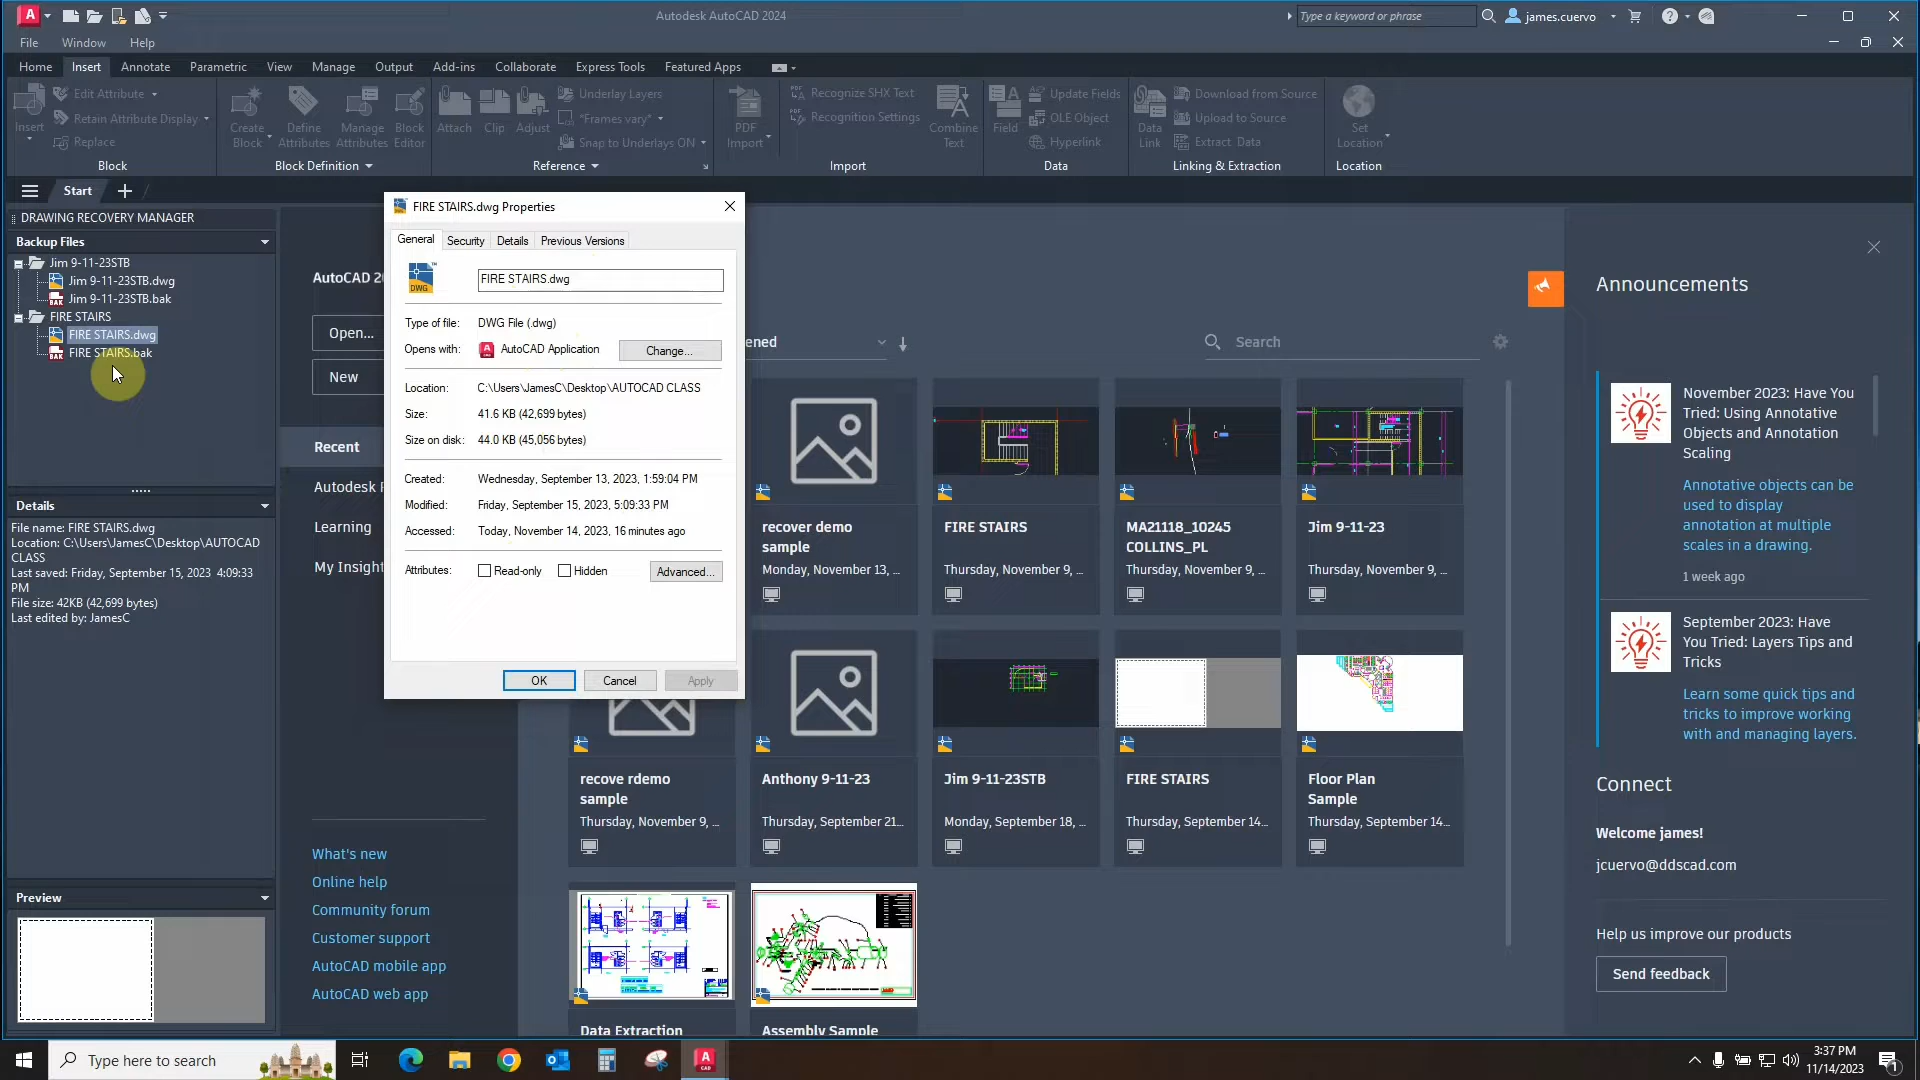 Autodesk AutoCAD 2024
Type a keyword or phrase
james.cuervo
File Window Help
Home Insert Annotate Parametric View Manage Output Add-ins Collaborate Express Tools Featured Apps
Insert
Edit Attribute
Retain Attribute Display
Replace
Block
Create Block
Define Attributes
Manage Attributes
Block Editor
Block Definition
Attach
Clip
Adjust
Underlay Layers
*Frames vary*
Snap to Underlays ON
Reference
PDF Import
Recognize SHX Text
Recognition Settings
Combine Text
Import
Field
Update Fields
OLE Object
Hyperlink
Data
Data Link
Download from Source
Upload to Source
Extract Data
Linking & Extraction
Set Location
Location
Start
DRAWING RECOVERY MANAGER
Backup Files
Jim 9-11-23STB
Jim 9-11-23STB.dwg
Jim 9-11-23STB.bak
FIRE STAIRS
FIRE STAIRS.dwg
FIRE STAIRS.bak
Details
File name: FIRE STAIRS.dwg
Location: C:\Users\JamesC\Desktop\AUTOCAD
CLASS
Last saved: Friday, September 15, 2023 4:09:33
PM
File size: 42KB (42,699 bytes)
Last edited by: JamesC
Preview
AutoCAD 2
Open...
New
Recent
Autodesk
Learning
My Insight
What's new
Online help
Community forum
Customer support
AutoCAD mobile app
AutoCAD web app
FIRE STAIRS.dwg Properties
General Security Details Previous Versions
DWG
FIRE STAIRS.dwg
Type of file: DWG File (.dwg)
Opens with: AutoCAD Application Change...
Location: C:\Users\JamesC\Desktop\AUTOCAD CLASS
Size: 41.6 KB (42,699 bytes)
Size on disk: 44.0 KB (45,056 bytes)
Created: Wednesday, September 13, 2023, 1:59:04 PM
Modified: Friday, September 15, 2023, 5:09:33 PM
Accessed: Today, November 14, 2023, 16 minutes ago
Attributes: Read-only Hidden Advanced...
OK Cancel Apply
ened
Search
recover demo
sample
Monday, November 13, ...
FIRE STAIRS
Thursday, November 9, ...
MA21118_10245
COLLINS_PL
Thursday, November 9, ...
Jim 9-11-23
Thursday, November 9, ...
recove rdemo
sample
Thursday, November 9, ...
Anthony 9-11-23
Thursday, September 21...
Jim 9-11-23STB
Monday, September 18, ...
FIRE STAIRS
Thursday, September 14...
Floor Plan
Sample
Thursday, September 14...
Data Extraction
Assembly Sample
Announcements
November 2023: Have You
Tried: Using Annotative
Objects and Annotation
Scaling
Annotative objects can be
used to display
annotation at multiple
scales in a drawing.
1 week ago
September 2023: Have
You Tried: Layers Tips and
Tricks
Learn some quick tips and
tricks to improve working
with and managing layers.
Connect
Welcome james!
jcuervo@ddscad.com
Help us improve our products
Send feedback
Type here to search
3:37 PM
11/14/2023